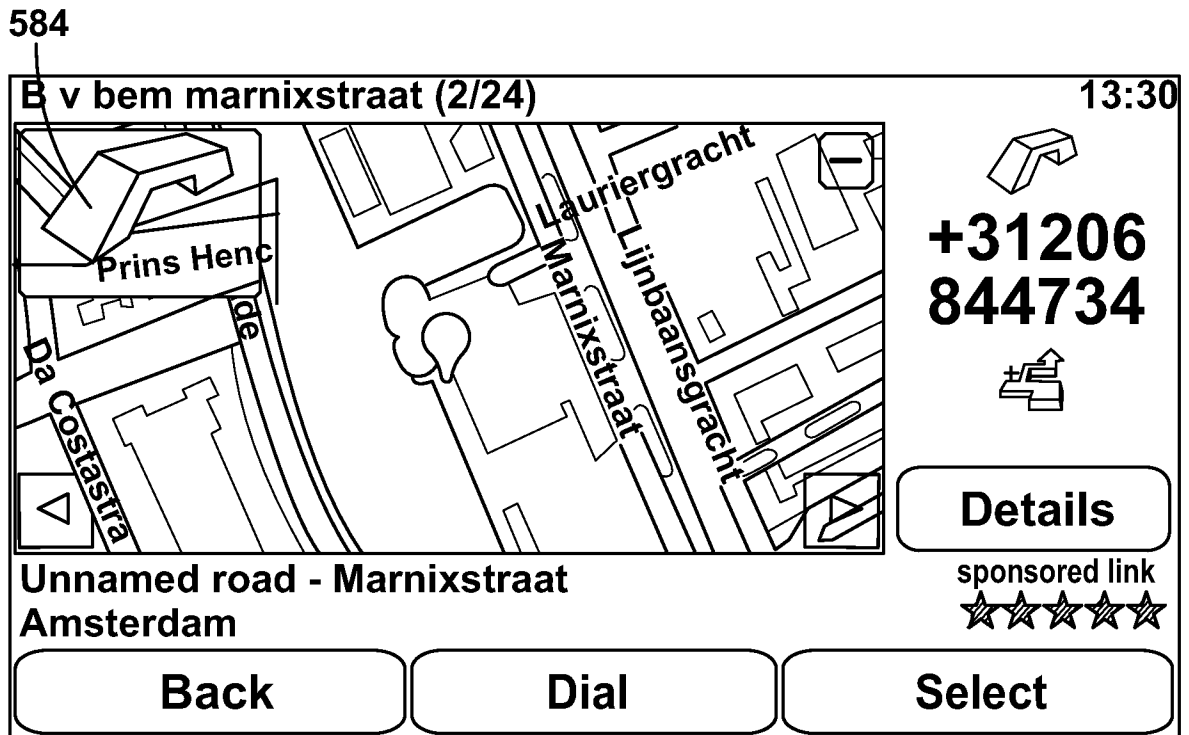 584
B v bem marnixstraat (2/24)
13:30
Prins Henc
de
Da Costastra
Lauriergracht
Marnixstraat
Lijnbaansgracht
+31206
844734
Details
Unnamed road - Marnixstraat
Amsterdam
sponsored link
Back
Dial
Select